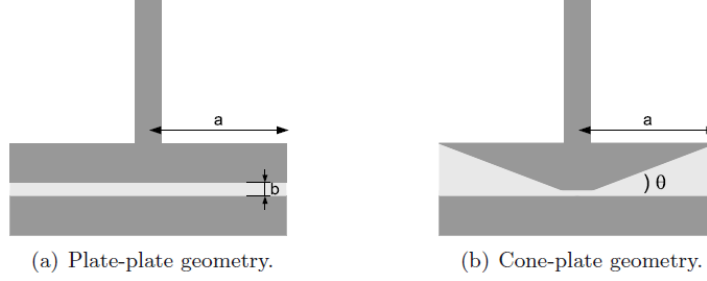 a
b
(a) Plate-plate geometry.
a
) θ
(b) Cone-plate geometry.